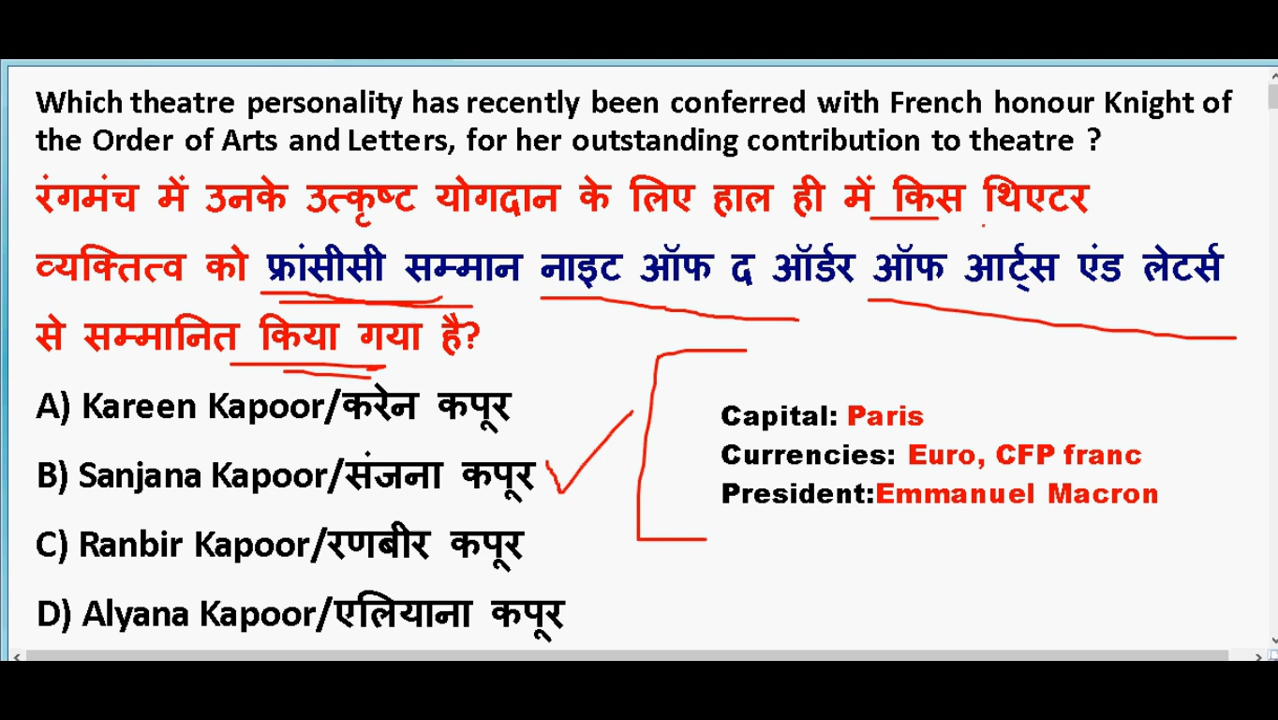 Which theatre personality has recently been conferred with French honour Knight of
the Order of Arts and Letters, for her outstanding contribution to theatre ?
रंगमंच में उनके उत्कृष्ट योगदान के लिए हाल ही में किस थिएटर
व्यक्तित्व को फ्रांसीसी सम्मान नाइट ऑफ द ऑर्डर ऑफ आर्ट्स एंड लेटर्स
से सम्मानित किया गया है?
A) Kareen Kapoor/करेन कपूर
B) Sanjana Kapoor/संजना कपूर
C) Ranbir Kapoor/रणबीर कपूर
D) Alyana Kapoor/एलियाना कपूर
Capital: Paris
Currencies: Euro, CFP franc
President:Emmanuel Macron